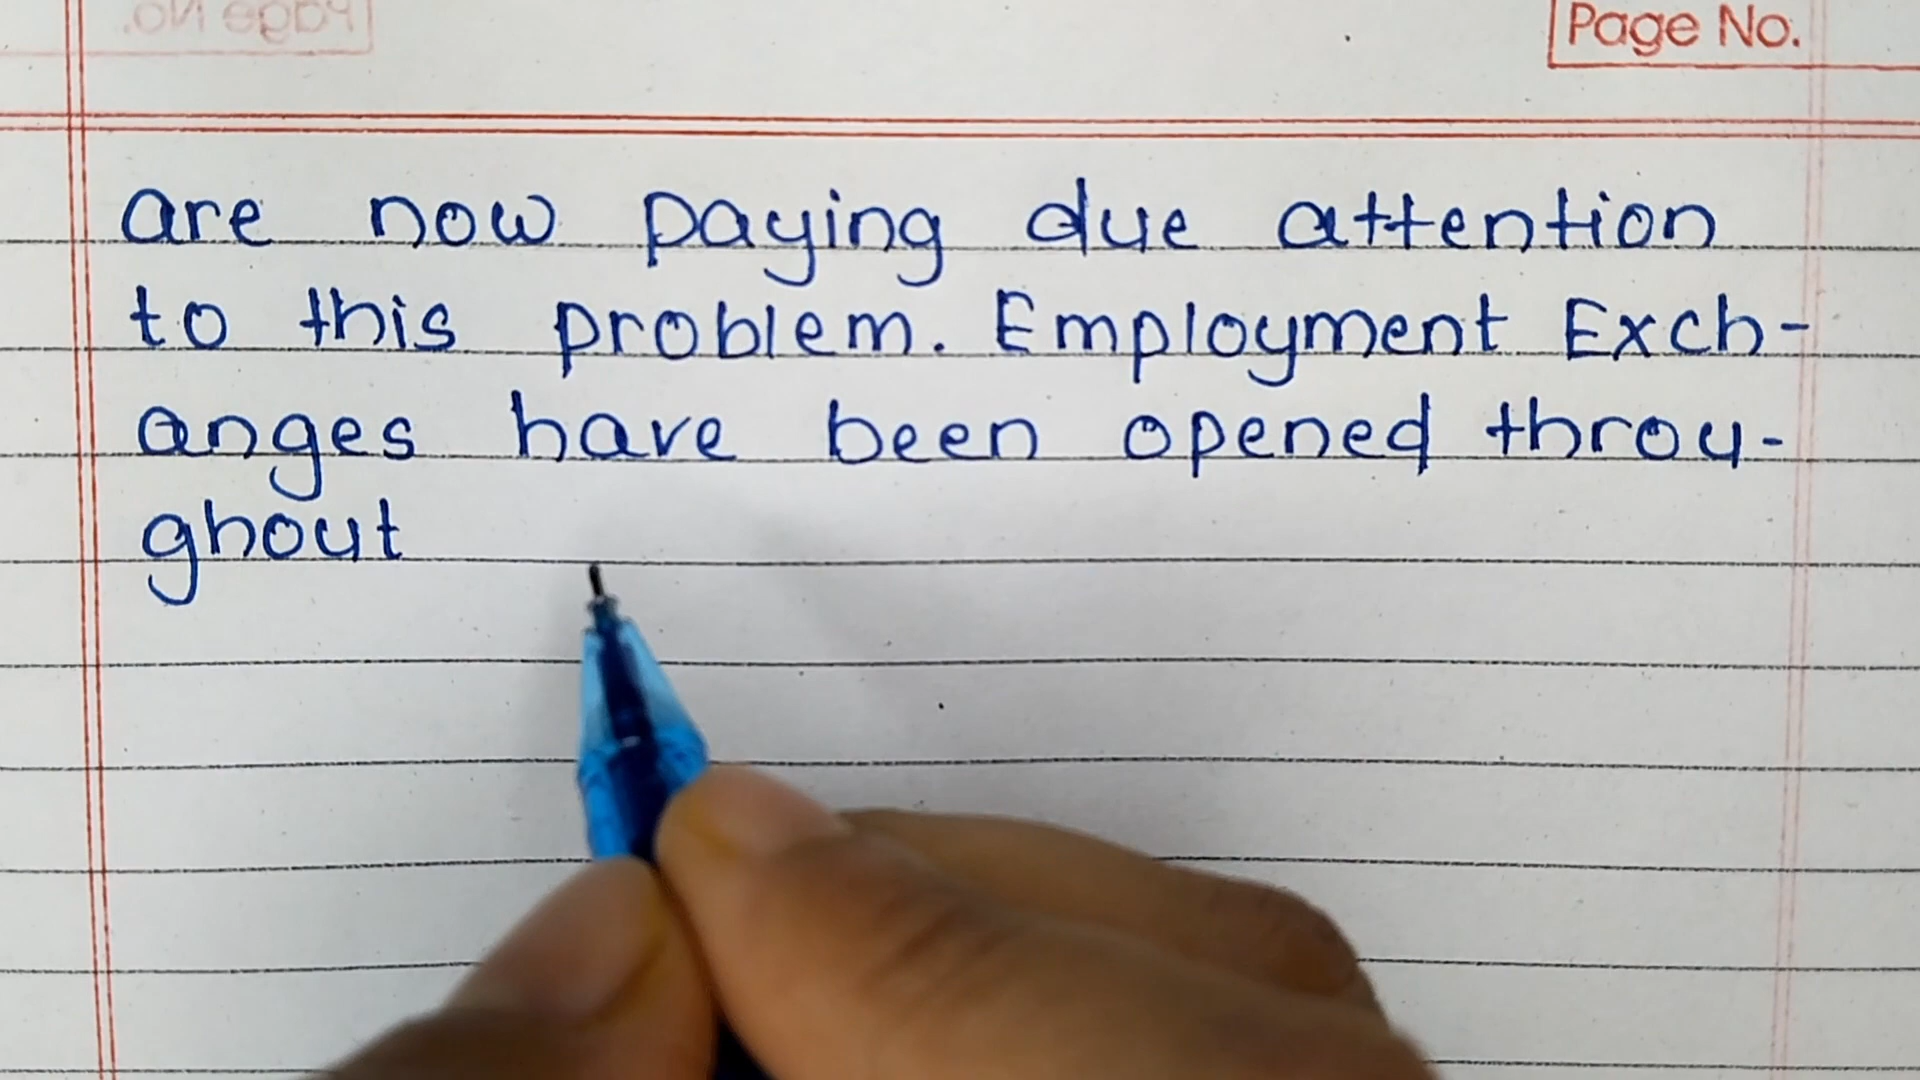 Page No.
are now paying due attention
to this problem. Employment Exch-
anges have been opened throu-
ghout